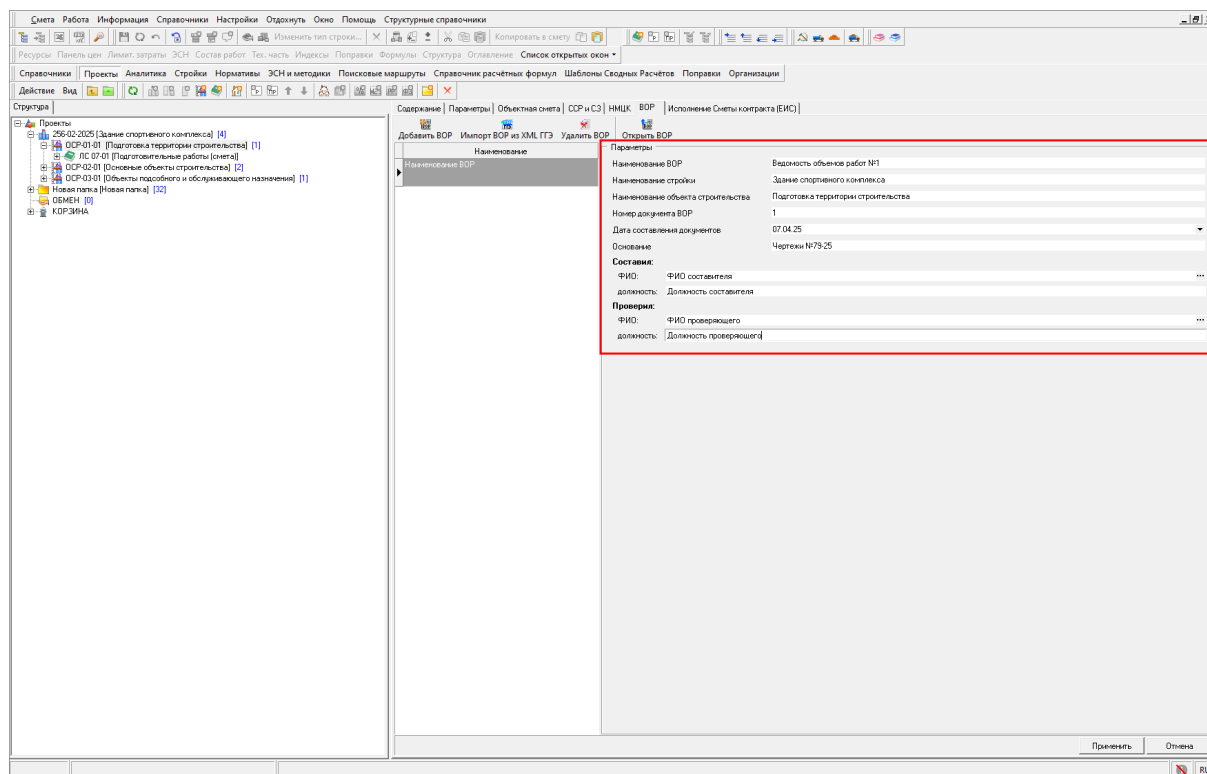 Смета Работа Информация Справочники Настройки Отдохнуть Окно Помощь Структурные справочники
Изменить тип строки... Копировать в смету
Ресурсы Панель цен Лимит. затраты ЭСН Состав работ Тех. часть Индексы Поправки Формулы Структура Оглавление Список открытых окон
Справочники Проекты Аналитика Стройки Нормативы ЭСН и методики Поисковые маршруты Справочник расчётных формул Шаблоны Сводных Расчётов Поправки Организации
Действие Вид
Структура
Содержание Параметры Объектная смета ССР и СЗ НМЦК ВОР Исполнение Сметы контракта (ЕИС)
Проекты
256-02-2025 [Здание спортивного комплекса] [4]
ОСР-01-01 [Подготовка территории строительства] [1]
ЛС 07-01 [Подготовительные работы (смета)]
ОСР-02-01 [Основные объекты строительства] [2]
ОСР-03-01 [Объекты подсобного и обслуживающего назначения] [1]
Новая папка [Новая папка] [32]
ОБМЕН [0]
КОРЗИНА
Добавить ВОР Импорт ВОР из XML ГГЭ Удалить ВОР Открыть ВОР
Наименование
Наименование ВОР
Параметры
Наименование ВОР Ведомость объемов работ №1
Наименование стройки Здание спортивного комплекса
Наименование объекта строительства Подготовка территории строительства
Номер документа ВОР 1
Дата составления документов 07.04.25
Основание Чертежи №79-25
Составил:
ФИО: ФИО составителя ...
должность: Должность составителя
Проверил:
ФИО: ФИО проверяющего ...
должность: Должность проверяющего
Применить Отмена
RU